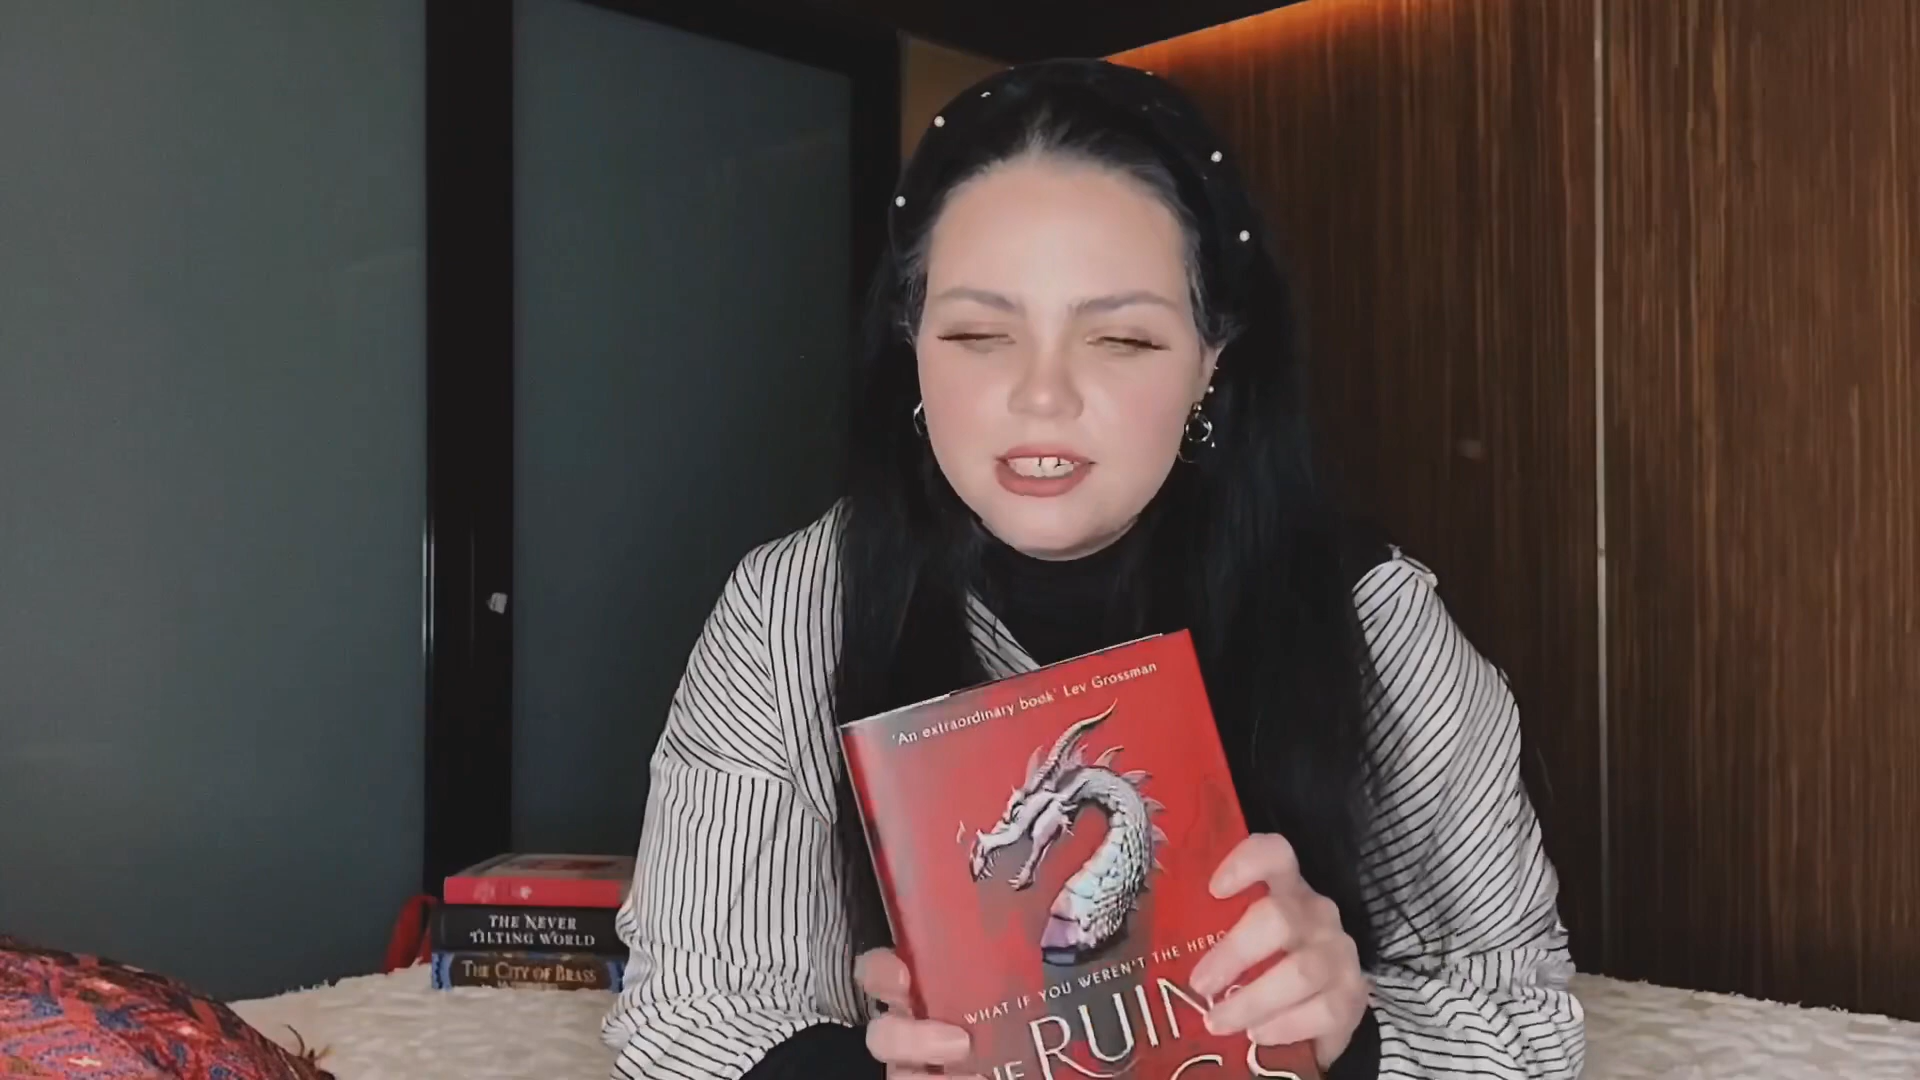 'An extraordinary book' Lev Grossman
WHAT IF YOU WEREN'T THE HERO
RUIN
THE NEVER
TILTING WORLD
THE CITY OF BRASS